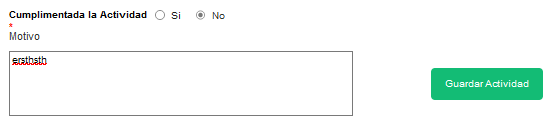 Cumplimentada la Actividad Si No
*
Motivo
ersthsth
Guardar Actividad